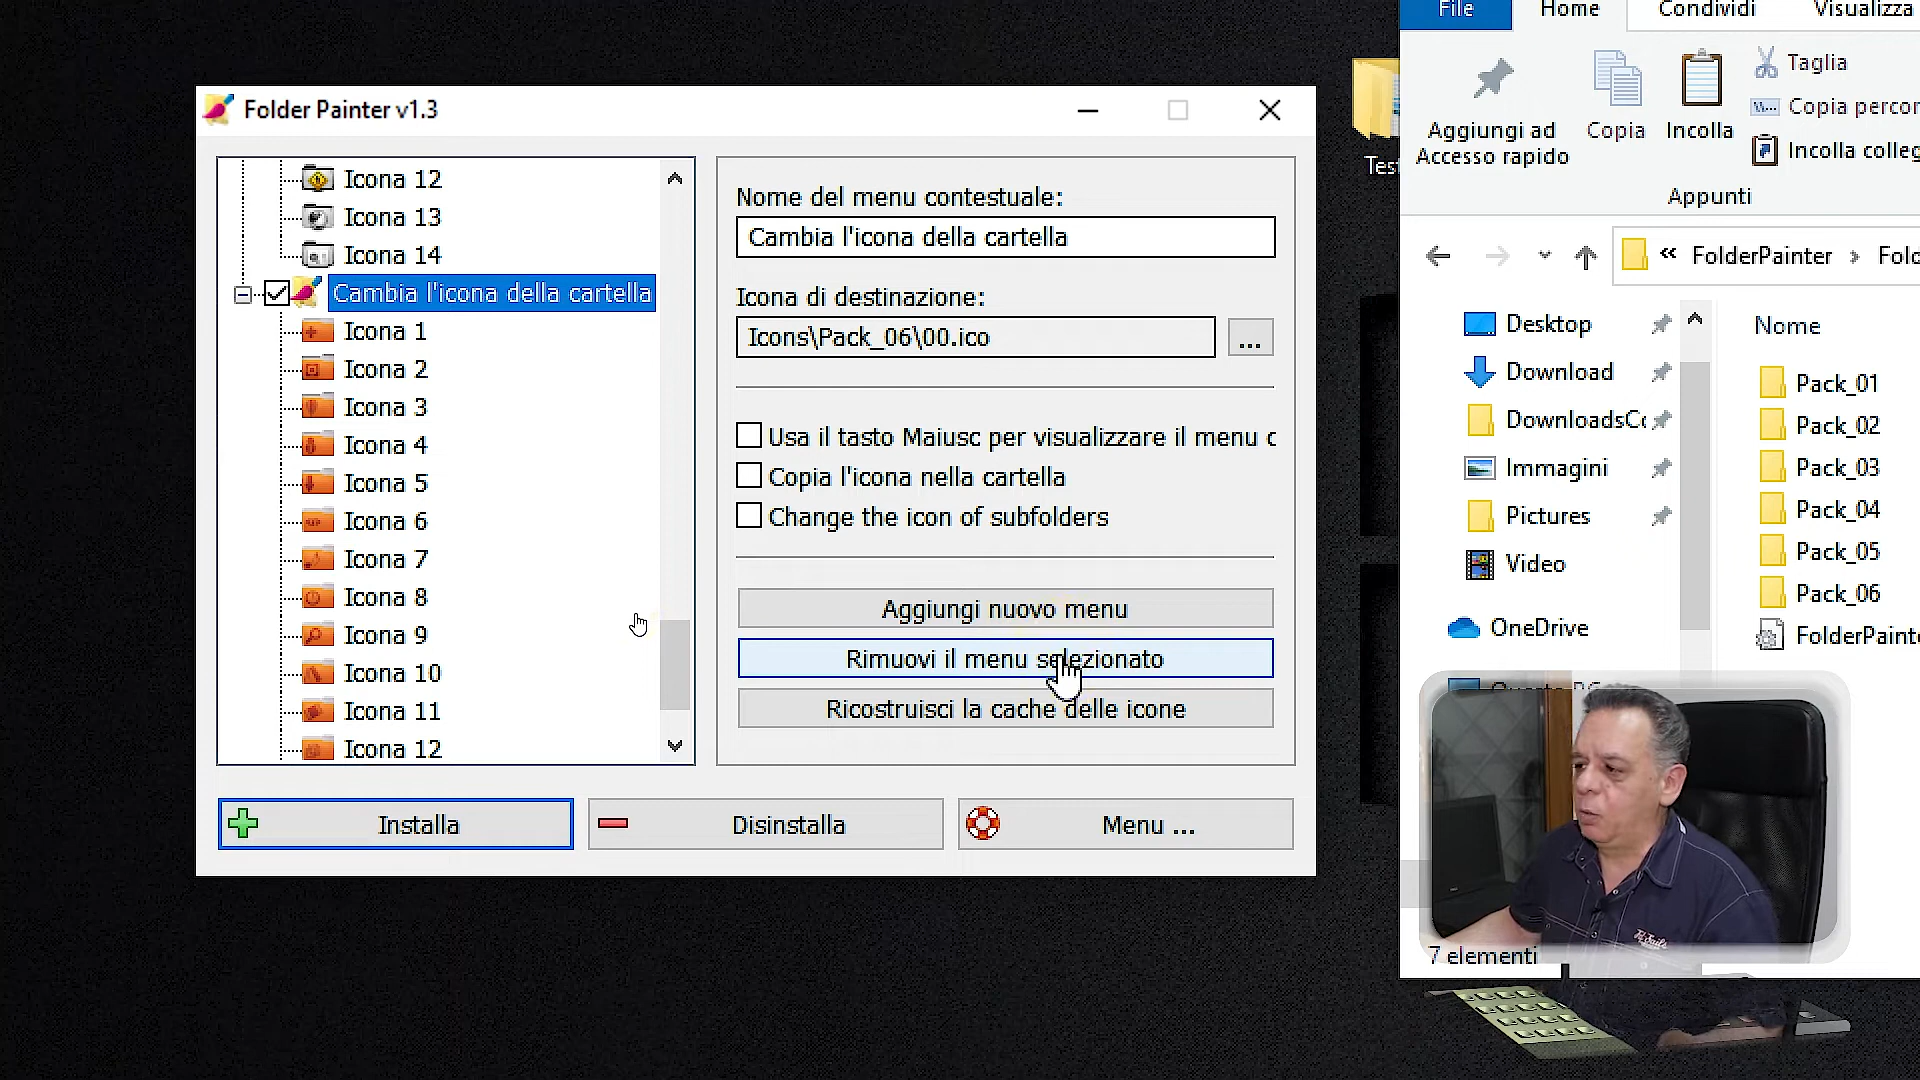 Folder Painter v1.3
Icona 12
Icona 13
Icona 14
Cambia l'icona della cartella
Icona 1
Icona 2
Icona 3
Icona 4
Icona 5
Icona 6
Icona 7
Icona 8
Icona 9
Icona 10
Icona 11
Icona 12
Nome del menu contestuale:
Cambia l'icona della cartella
Icona di destinazione:
Icons\Pack_06\00.ico
...
Usa il tasto Maiusc per visualizzare il menu c
Copia l'icona nella cartella
Change the icon of subfolders
Aggiungi nuovo menu
Rimuovi il menu selezionato
Ricostruisci la cache delle icone
Installa
Disinstalla
Menu ...
Test
File
Home
Condividi
Visualizza
Aggiungi ad
Accesso rapido
Copia
Incolla
Taglia
Copia percor
Incolla colleg
Appunti
« FolderPainter › Fold
Desktop
Download
DownloadsCo
Immagini
Pictures
Video
OneDrive
Nome
Pack_01
Pack_02
Pack_03
Pack_04
Pack_05
Pack_06
FolderPainte
7 elementi